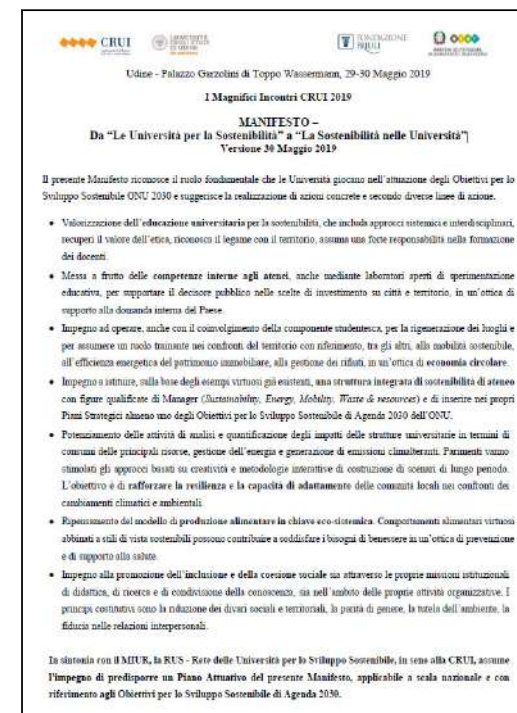 CRUI
Udine - Palazzo Garzolini di Toppo Wassermann, 29-30 Maggio 2019
I Magnifici Incontri CRUI 2019
MANIFESTO –
Da “Le Università per la Sostenibilità” a “La Sostenibilità nelle Università”
Versione 30 Maggio 2019
Il presente Manifesto riconosce il ruolo fondamentale che le Università giocano nell’attuazione degli Obiettivi per lo
Sviluppo Sostenibile ONU 2030 e suggerisce la realizzazione di azioni concrete e secondo diverse linee di azione.
• Valorizzazione dell’educazione universitaria per la sostenibilità, che includa approcci sistemici e interdisciplinari,
recuperi il valore dell’etica, riconosca il legame con il territorio, assuma una forte responsabilità nella formazione
dei docenti.
• Messa a frutto delle competenze interne agli atenei, anche mediante laboratori aperti di sperimentazione
educativa, per supportare il decisore pubblico nelle scelte di investimento su città e territorio, in un’ottica di
supporto alla domanda interna del Paese.
• Impegno ad operare, anche con il coinvolgimento della componente studentesca, per la rigenerazione dei luoghi e
per assumere un ruolo trainante nei confronti del territorio con riferimento, tra gli altri, alla mobilità sostenibile,
all’efficienza energetica del patrimonio immobiliare, alla gestione dei rifiuti, in un’ottica di economia circolare.
• Impegno a istituire, sulla base degli esempi virtuosi già esistenti, una struttura integrata di sostenibilità di ateneo
con figure qualificate di Manager (Sustainability, Energy, Mobility, Waste & resources) e di inserire nei propri
Piani Strategici almeno uno degli Obiettivi per lo Sviluppo Sostenibile di Agenda 2030 dell’ONU.
• Potenziamento delle attività di analisi e quantificazione degli impatti delle strutture universitarie in termini di
consumi delle principali risorse, gestione dell’energia e generazione di emissioni climalteranti. Parimenti vanno
stimolati gli approcci basati su creatività e metodologie interattive di costruzione di scenari di lungo periodo.
L’obiettivo è di rafforzare la resilienza e la capacità di adattamento delle comunità locali nei confronti dei
cambiamenti climatici e ambientali.
• Ripensamento del modello di produzione alimentare in chiave eco-sistemica. Comportamenti alimentari virtuosi
abbinati a stili di vista sostenibili possono contribuire a soddisfare i bisogni di benessere in un’ottica di prevenzione
e di supporto alla salute.
• Impegno alla promozione dell’inclusione e della coesione sociale sia attraverso le proprie missioni istituzionali
di didattica, di ricerca e di condivisione della conoscenza, sia nell’ambito delle proprie attività organizzative. I
principi costitutivi sono la riduzione dei divari sociali e territoriali, la parità di genere, la tutela dell’ambiente, la
fiducia nelle relazioni interpersonali.
In sintonia con il MIUR, la RUS - Rete delle Università per lo Sviluppo Sostenibile, in seno alla CRUI, assume
l’impegno di predisporre un Piano Attuativo del presente Manifesto, applicabile a scala nazionale e con
riferimento agli Obiettivi per lo Sviluppo Sostenibile di Agenda 2030.